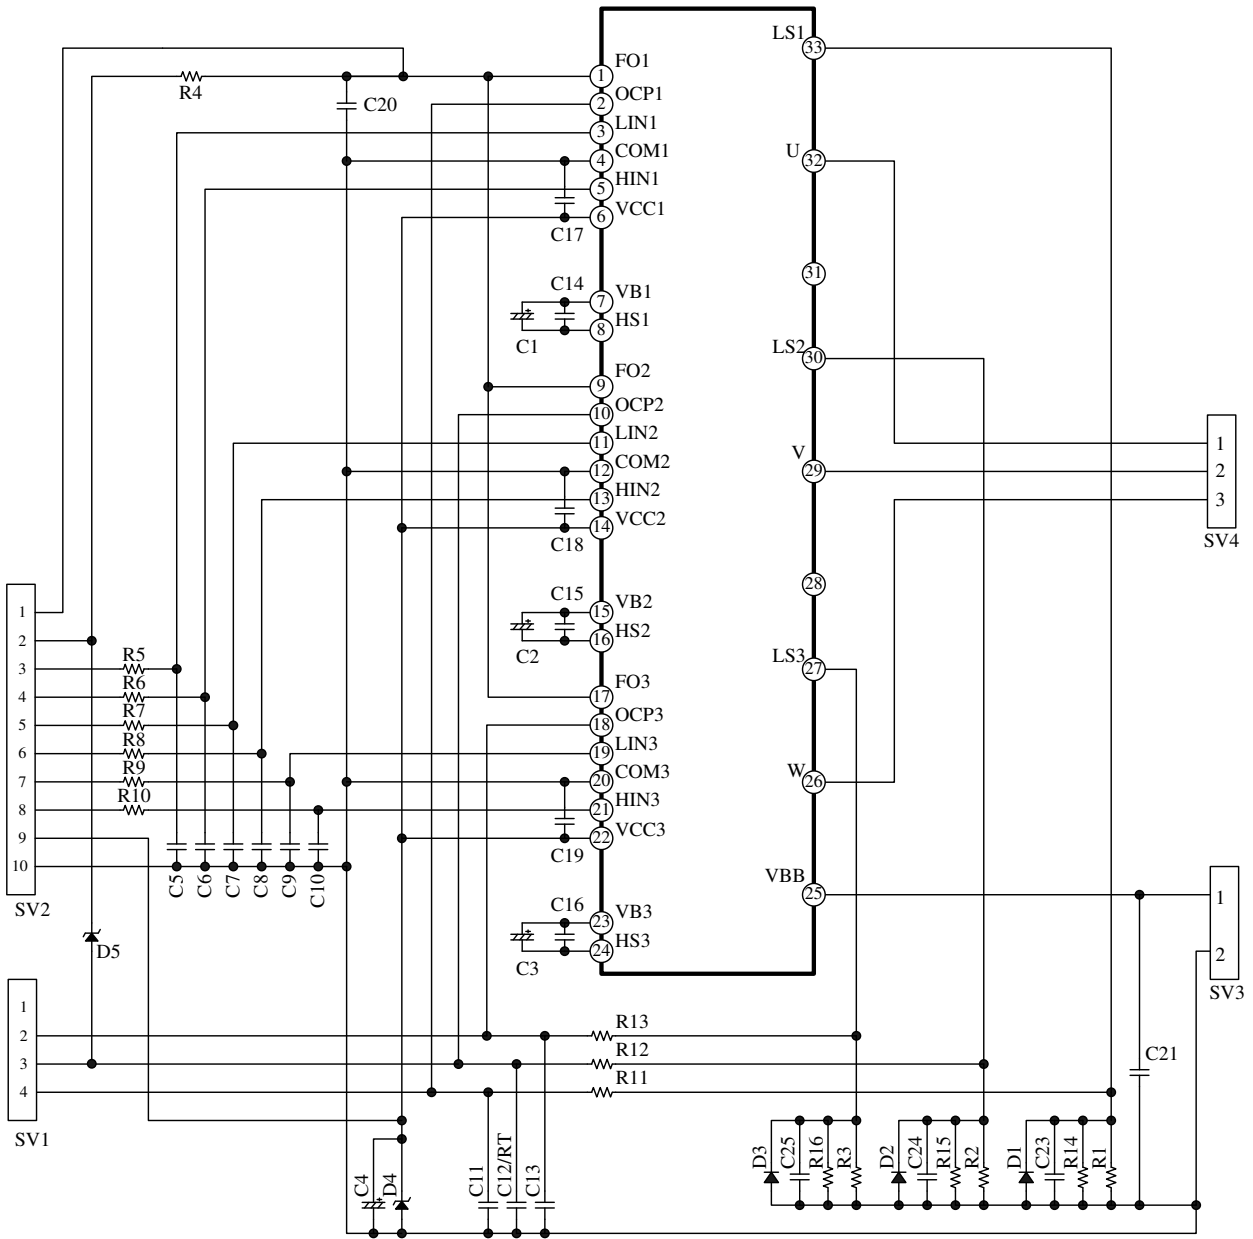 LS1
33
FO1
1
R4
C20
OCP1
2
LIN1
3
COM1
4
U
32
HIN1
5
VCC1
6
C17
31
C14
VB1
7
HS1
8
C1
LS2
30
FO2
9
OCP2
10
LIN2
11
1
COM2
12
V
29
2
HIN2
13
3
VCC2
14
C18
SV4
28
C15
VB2
15
1
HS2
16
2
C2
R5
3
LS3
27
R6
4
FO3
17
R7
5
OCP3
18
R8
6
LIN3
19
R9
7
COM3
20
W
26
R10
8
HIN3
21
9
VCC3
22
C19
10
C5
C6
C7
C8
C9
C10
VBB
25
1
SV2
C16
VB3
23
HS3
24
C3
D5
2
SV3
1
2
R13
3
R12
C21
4
R11
SV1
C4
D4
C11
C12/RT
C13
D3
C25
R16
R3
D2
C24
R15
R2
D1
C23
R14
R1